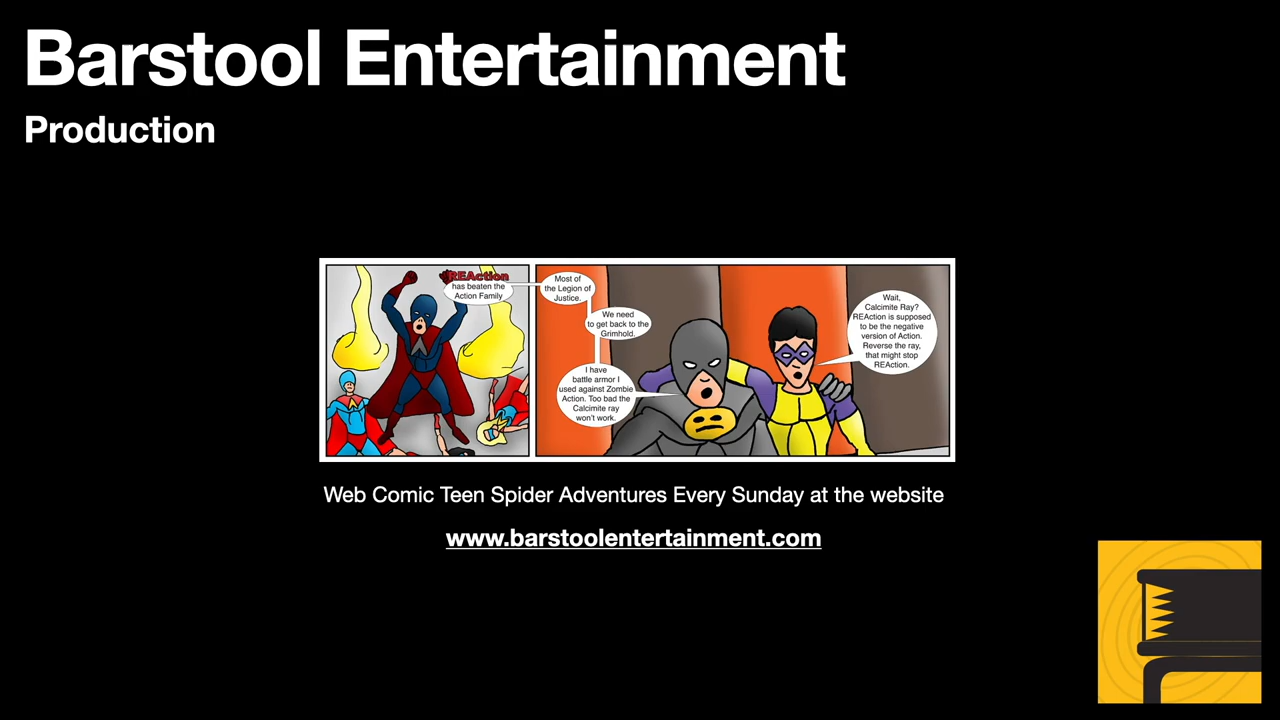 Barstool Entertainment
Production
REAction
has beaten the
Action Family
Most of
the Legion of
Justice.
We need
to get back to the
Grimhold.
I have
battle armor I
used against Zombie
Action. Too bad the
Calcimite ray
won't work.
Wait,
Calcimite Ray?
REAction is supposed
to be the negative
version of Action.
Reverse the ray,
that might stop
REAction.
Web Comic Teen Spider Adventures Every Sunday at the website
www.barstoolentertainment.com